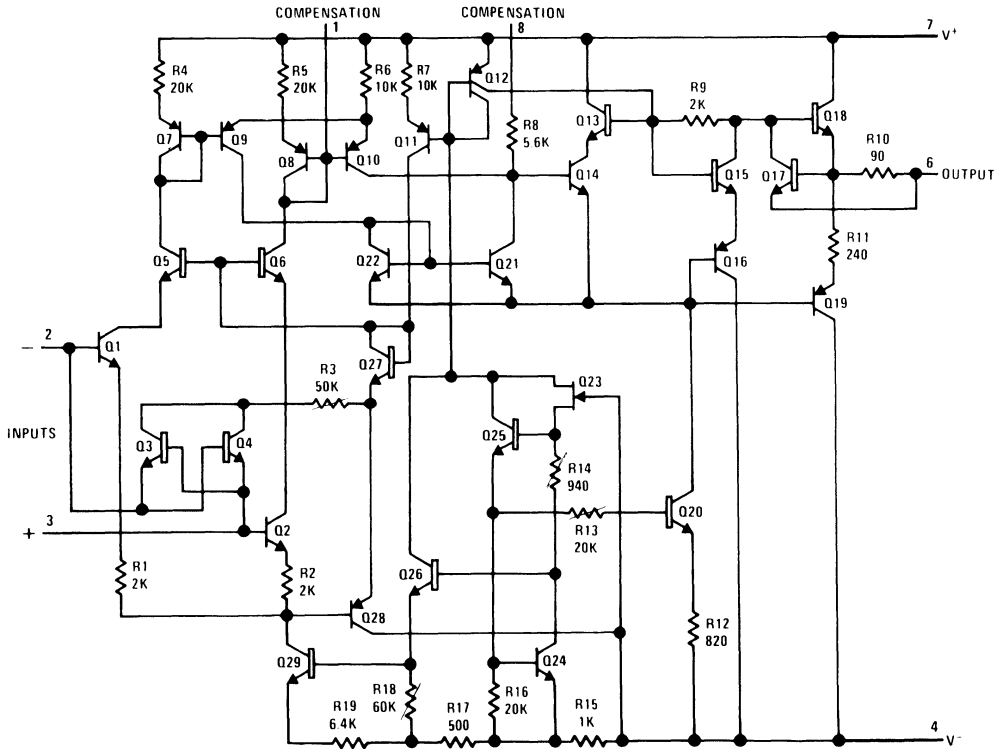 COMPENSATION
1
COMPENSATION
8
7
V+
R4
20K
R5
20K
R6
10K
R7
10K
Q12
R8
5.6K
R9
2K
Q7
Q9
Q8
Q10
Q11
Q13
Q14
Q15
Q18
Q17
R10
90
6
OUTPUT
Q5
Q6
Q22
Q21
Q16
R11
240
Q19
2
−
Q1
Q27
R3
50K
Q23
INPUTS
Q3
Q4
Q25
R14
940
3
+
Q2
R13
20K
Q20
R1
2K
R2
2K
Q28
Q26
R12
820
Q29
Q24
R19
6.4K
R18
60K
R17
500
R16
20K
R15
1K
4
V−